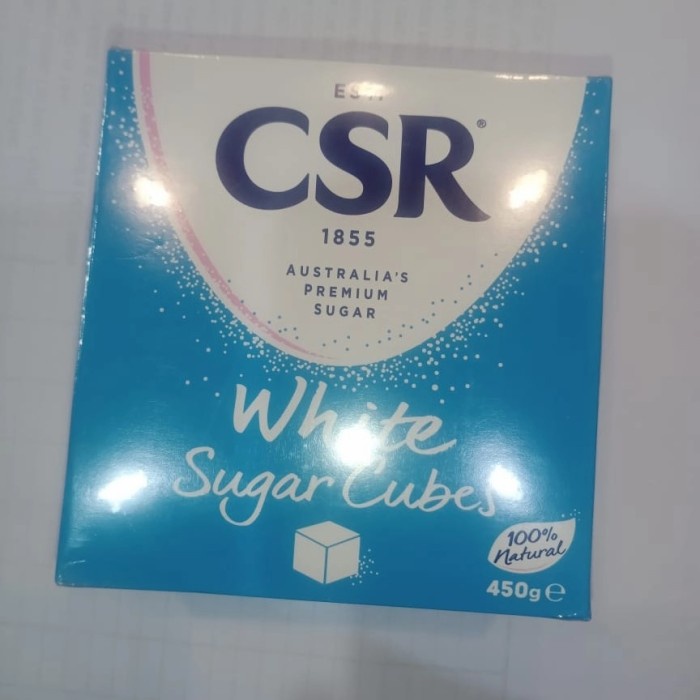 CSR®
1855
AUSTRALIA'S
PREMIUM
SUGAR
White
Sugar Cubes
100%
Natural
450g ℮